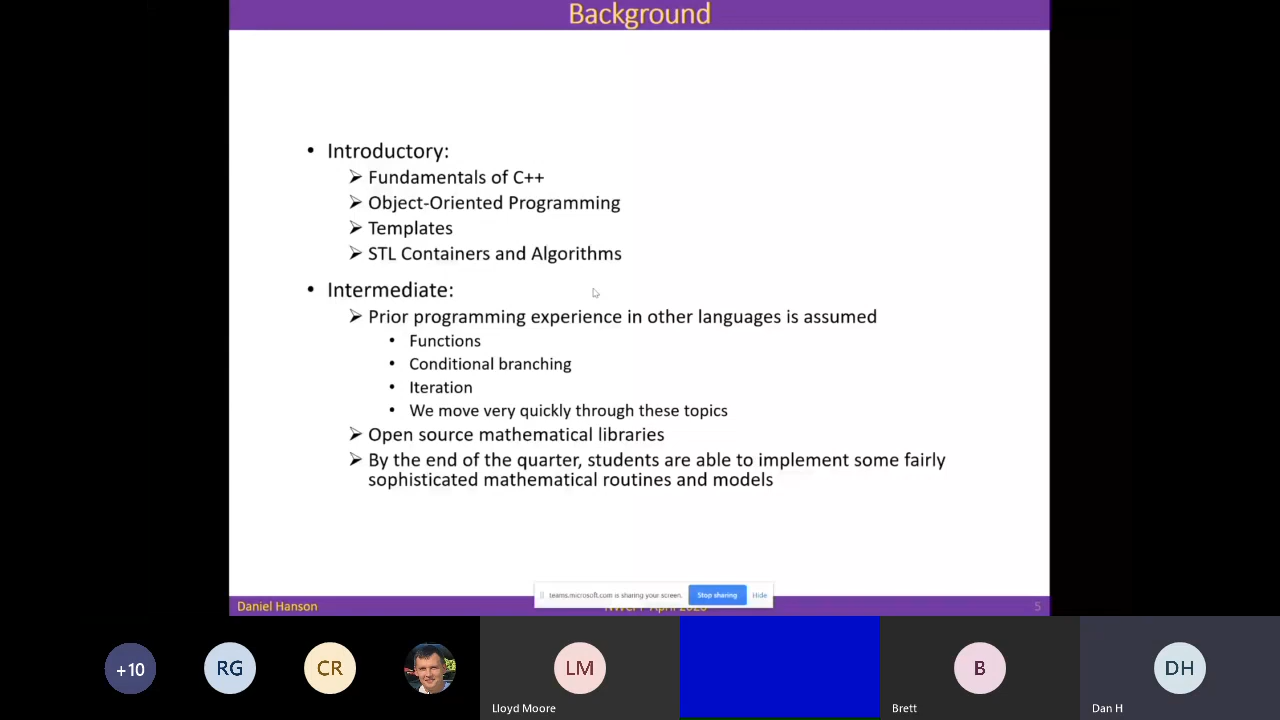 Background
• Introductory:
➢ Fundamentals of C++
➢ Object-Oriented Programming
➢ Templates
➢ STL Containers and Algorithms
• Intermediate:
➢ Prior programming experience in other languages is assumed
• Functions
• Conditional branching
• Iteration
• We move very quickly through these topics
➢ Open source mathematical libraries
➢ By the end of the quarter, students are able to implement some fairly
sophisticated mathematical routines and models
teams.microsoft.com is sharing your screen. Stop sharing Hide
Daniel Hanson 5
+10 RG CR LM B DH
Lloyd Moore Brett Dan H